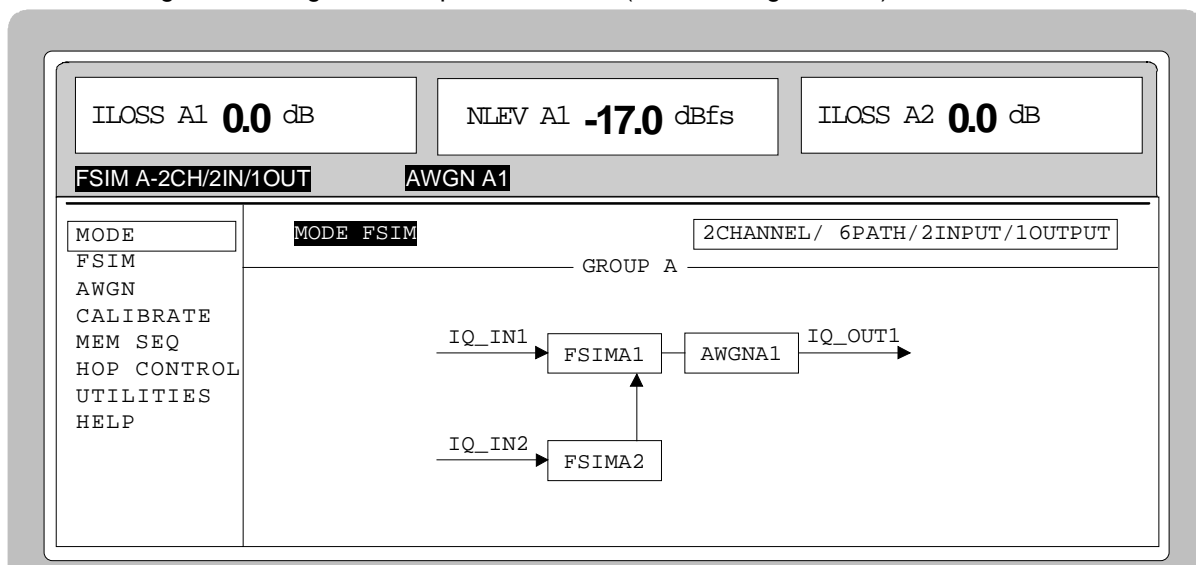 ILOSS A1 0.0 dB
NLEV A1 -17.0 dBfs
ILOSS A2 0.0 dB
FSIM A-2CH/2IN/1OUT
AWGN A1
MODE
FSIM
AWGN
CALIBRATE
MEM SEQ
HOP CONTROL
UTILITIES
HELP
MODE FSIM
2CHANNEL/ 6PATH/2INPUT/1OUTPUT
GROUP A
IQ_IN1
FSIMA1
AWGNA1
IQ_OUT1
IQ_IN2
FSIMA2